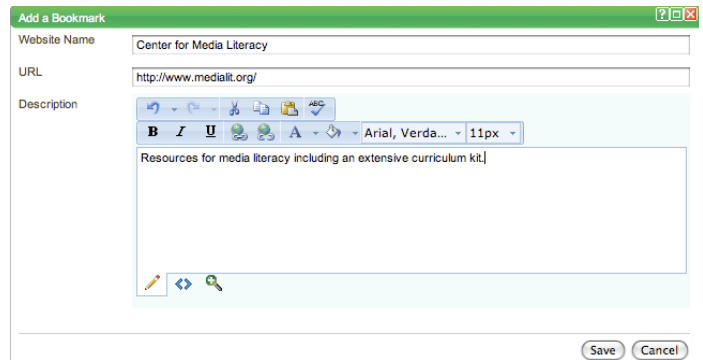 Add a Bookmark
Website Name
Center for Media Literacy
URL
http://www.medialit.org/
Description
ABC
B I U A Arial, Verda... 11px
Resources for media literacy including an extensive curriculum kit.
Save Cancel